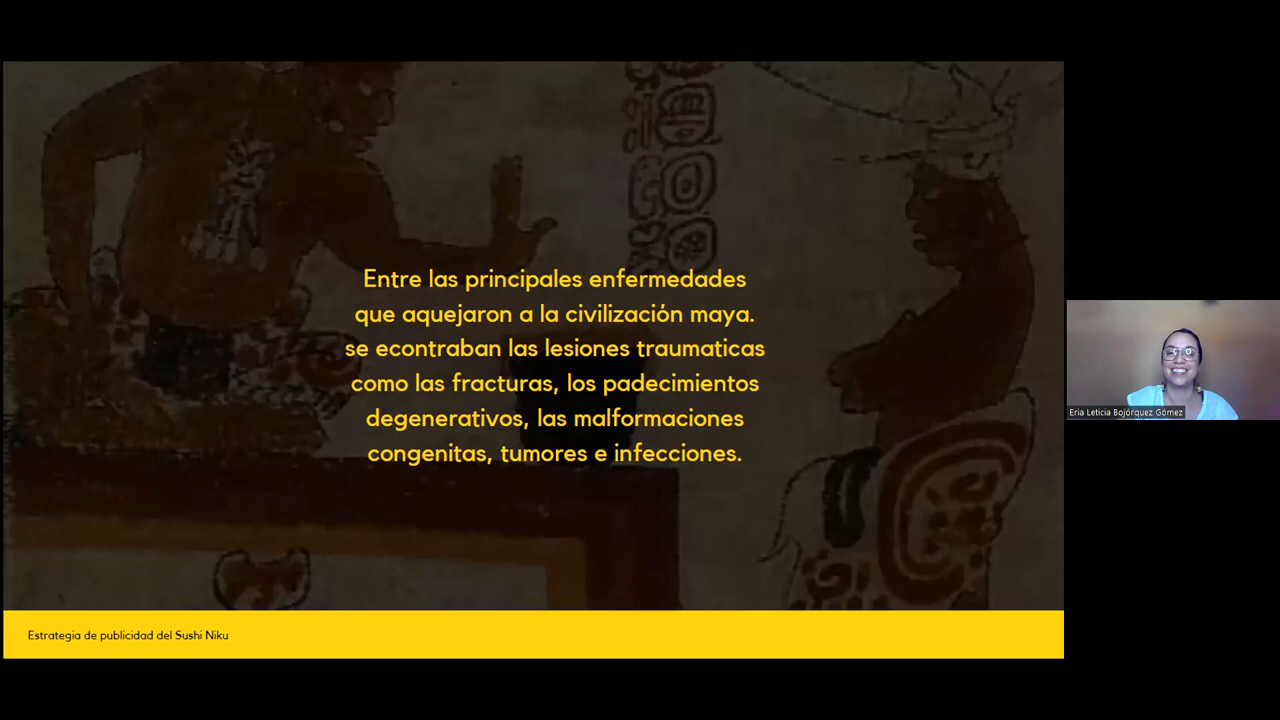 Entre las principales enfermedades
que aquejaron a la civilización maya.
se econtraban las lesiones traumaticas
como las fracturas, los padecimientos
degenerativos, las malformaciones
congenitas, tumores e infecciones.
Estrategia de publicidad del Sushi Niku
Eria Leticia Bojórquez Gómez